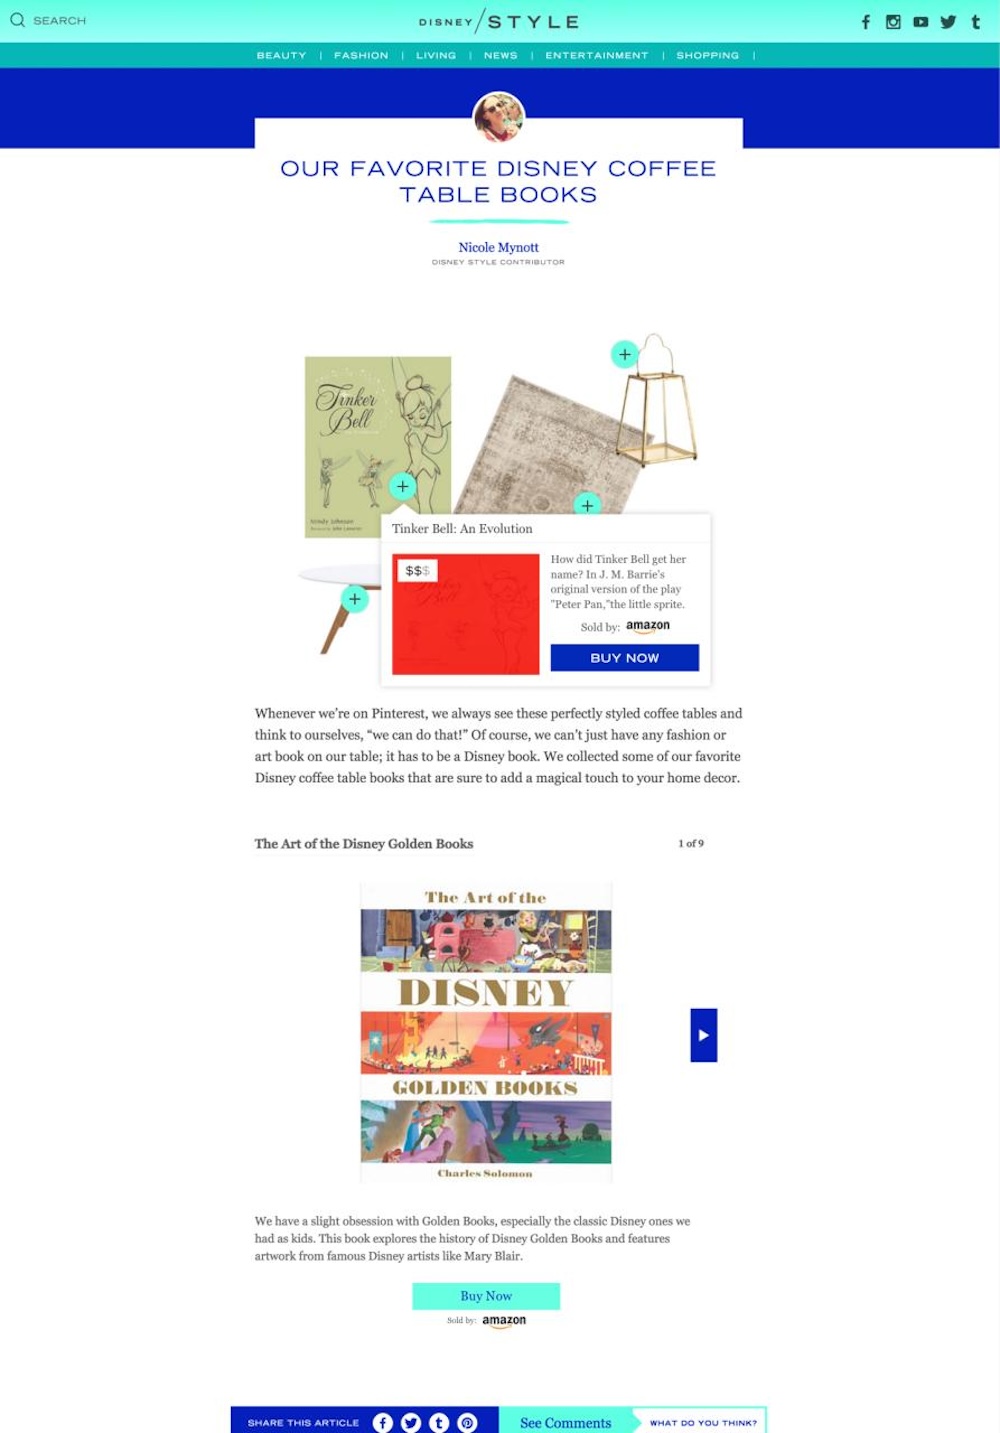 SEARCH
DISNEY/STYLE
BEAUTY | FASHION | LIVING | NEWS | ENTERTAINMENT | SHOPPING |
OUR FAVORITE DISNEY COFFEE
TABLE BOOKS
Nicole Mynott
DISNEY STYLE CONTRIBUTOR
Tinker
Bell
Mindy Johnson
Tinker Bell: An Evolution
$$$
How did Tinker Bell get her
name? In J. M. Barrie's
original version of the play
"Peter Pan,"the little sprite.
Sold by: amazon
BUY NOW
Whenever we’re on Pinterest, we always see these perfectly styled coffee tables and
think to ourselves, “we can do that!” Of course, we can’t just have any fashion or
art book on our table; it has to be a Disney book. We collected some of our favorite
Disney coffee table books that are sure to add a magical touch to your home decor.
The Art of the Disney Golden Books
1 of 9
The Art of the
DISNEY
GOLDEN BOOKS
Charles Solomon
We have a slight obsession with Golden Books, especially the classic Disney ones we
had as kids. This book explores the history of Disney Golden Books and features
artwork from famous Disney artists like Mary Blair.
Buy Now
Sold by: amazon
SHARE THIS ARTICLE
See Comments
WHAT DO YOU THINK?